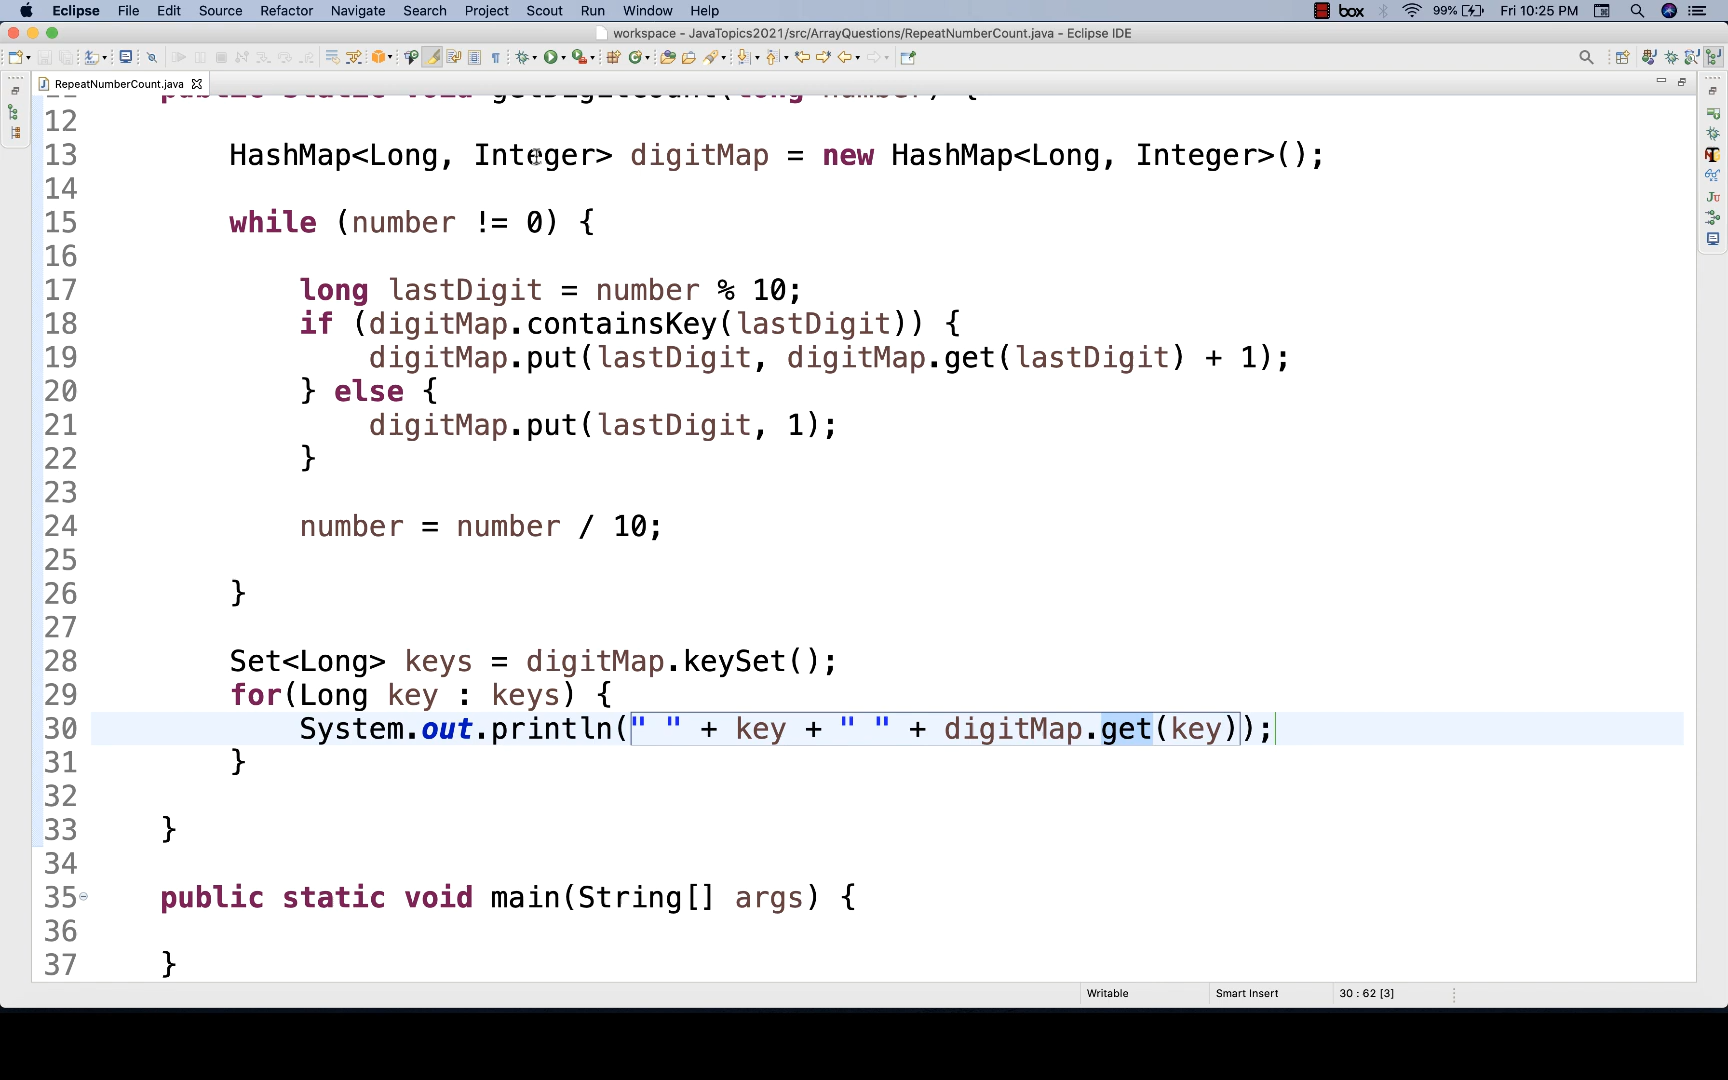 Eclipse File Edit Source Refactor Navigate Search Project Scout Run Window Help box 99% Fri 10:25 PM
workspace - JavaTopics2021/src/ArrayQuestions/RepeatNumberCount.java - Eclipse IDE
RepeatNumberCount.java
public static void getDigitCount(long number) {
12
13 HashMap<Long, Integer> digitMap = new HashMap<Long, Integer>();
14
15 while (number != 0) {
16
17 long lastDigit = number % 10;
18 if (digitMap.containsKey(lastDigit)) {
19 digitMap.put(lastDigit, digitMap.get(lastDigit) + 1);
20 } else {
21 digitMap.put(lastDigit, 1);
22 }
23
24 number = number / 10;
25
26 }
27
28 Set<Long> keys = digitMap.keySet();
29 for(Long key : keys) {
30 System.out.println(" " + key + " " + digitMap.get(key));
31 }
32
33 }
34
35 public static void main(String[] args) {
36
37 }
Writable Smart Insert 30 : 62 [3]